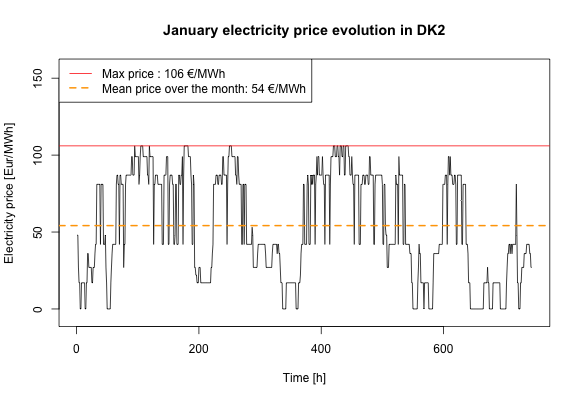 January electricity price evolution in DK2
Max price : 106 €/MWh
Mean price over the month: 54 €/MWh
Electricity price [Eur/MWh]
150
100
50
0
0 200 400 600
Time [h]